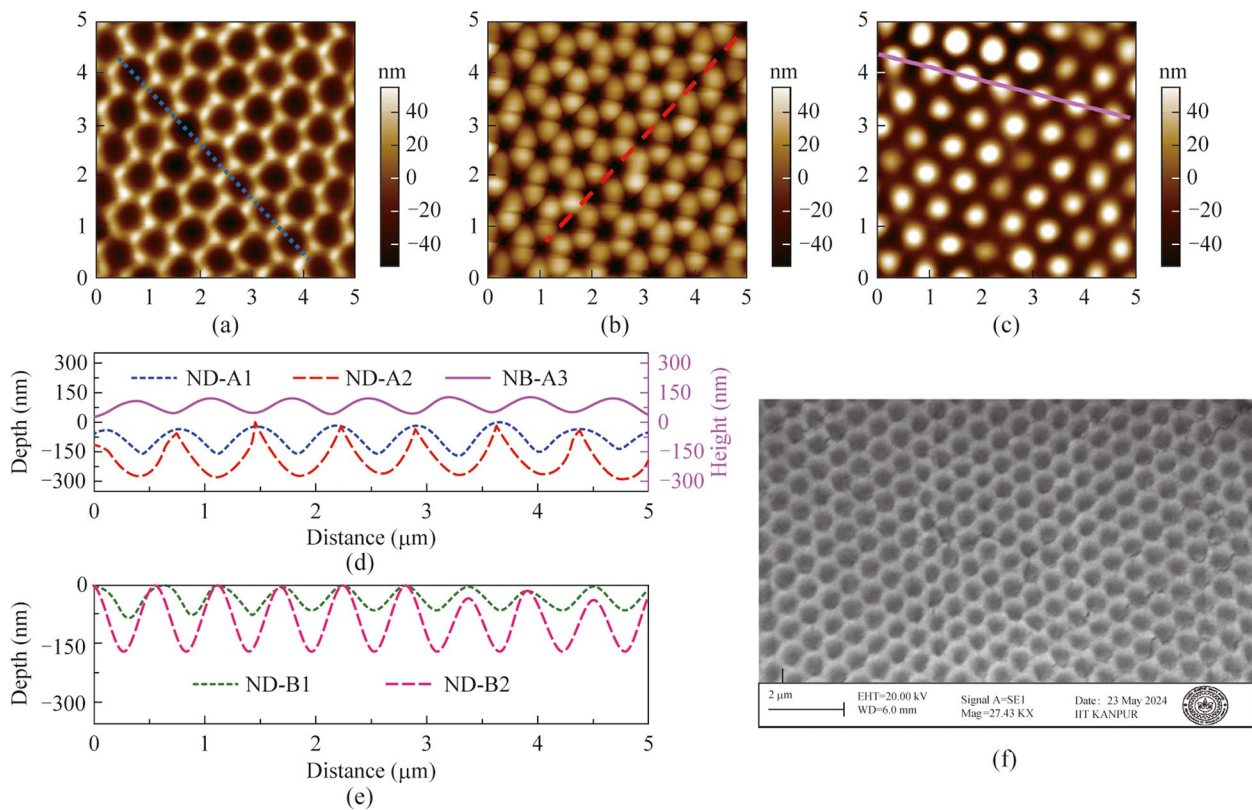 5
4
3
2
1
0
0 1 2 3 4 5
nm
40
20
0
−20
−40
(a)
5
4
3
2
1
0
0 1 2 3 4 5
nm
40
20
0
−20
−40
(b)
5
4
3
2
1
0
0 1 2 3 4 5
nm
40
20
0
−20
−40
(c)
Depth (nm)
300
150
0
−150
−300
ND-A1 ND-A2 NB-A3
300
150
0
−150
−300
Height (nm)
0 1 2 3 4 5
Distance (μm)
(d)
Depth (nm)
0
−150
−300
ND-B1 ND-B2
0 1 2 3 4 5
Distance (μm)
(e)
2 μm
EHT=20.00 kV
WD=6.0 mm
Signal A=SE1
Mag=27.43 KX
Date: 23 May 2024
IIT KANPUR
(f)